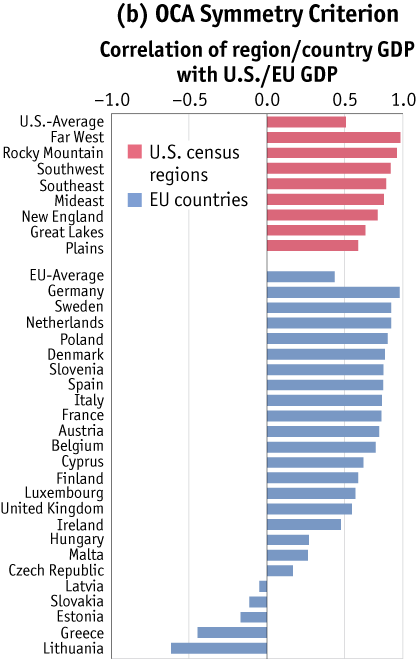 (b) OCA Symmetry Criterion
Correlation of region/country GDP
with U.S./EU GDP
−1.0 −0.5 0.0 0.5 1.0
U.S.-Average
Far West
Rocky Mountain
Southwest
Southeast
Mideast
New England
Great Lakes
Plains
U.S. census
regions
EU countries
EU-Average
Germany
Sweden
Netherlands
Poland
Denmark
Slovenia
Spain
Italy
France
Austria
Belgium
Cyprus
Finland
Luxembourg
United Kingdom
Ireland
Hungary
Malta
Czech Republic
Latvia
Slovakia
Estonia
Greece
Lithuania